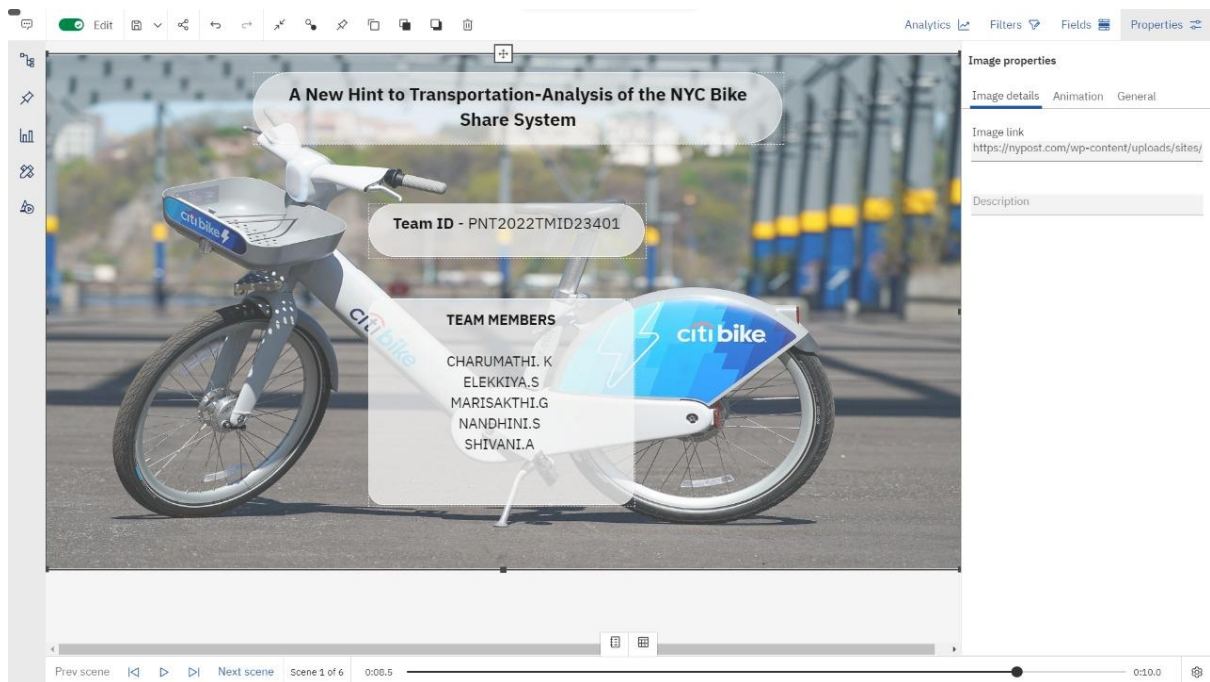 Edit
Analytics
Filters
Fields
Properties
Image properties
Image details Animation General
Image link
https://nypost.com/wp-content/uploads/sites/
Description
A New Hint to Transportation-Analysis of the NYC Bike
Share System
Team ID - PNT2022TMID23401
citi bike
citi bike
citi bike
TEAM MEMBERS
CHARUMATHI. K
ELEKKIYA.S
MARISAKTHI.G
NANDHINI.S
SHIVANI.A
Prev scene
Next scene
Scene 1 of 6
0:08.5
0:10.0